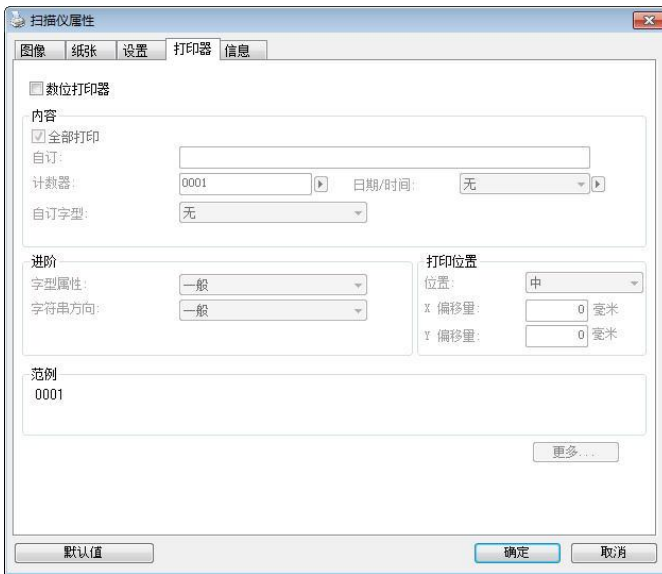 扫描仪属性
图像 纸张 设置 打印器 信息
数位打印器
内容
全部打印
自订:
计数器: 0001 日期/时间: 无
自订字型: 无
进阶
字型属性: 一般
字符串方向: 一般
打印位置
位置: 中
X 偏移量: 0 毫米
Y 偏移量: 0 毫米
范例
0001
更多...
默认值 确定 取消